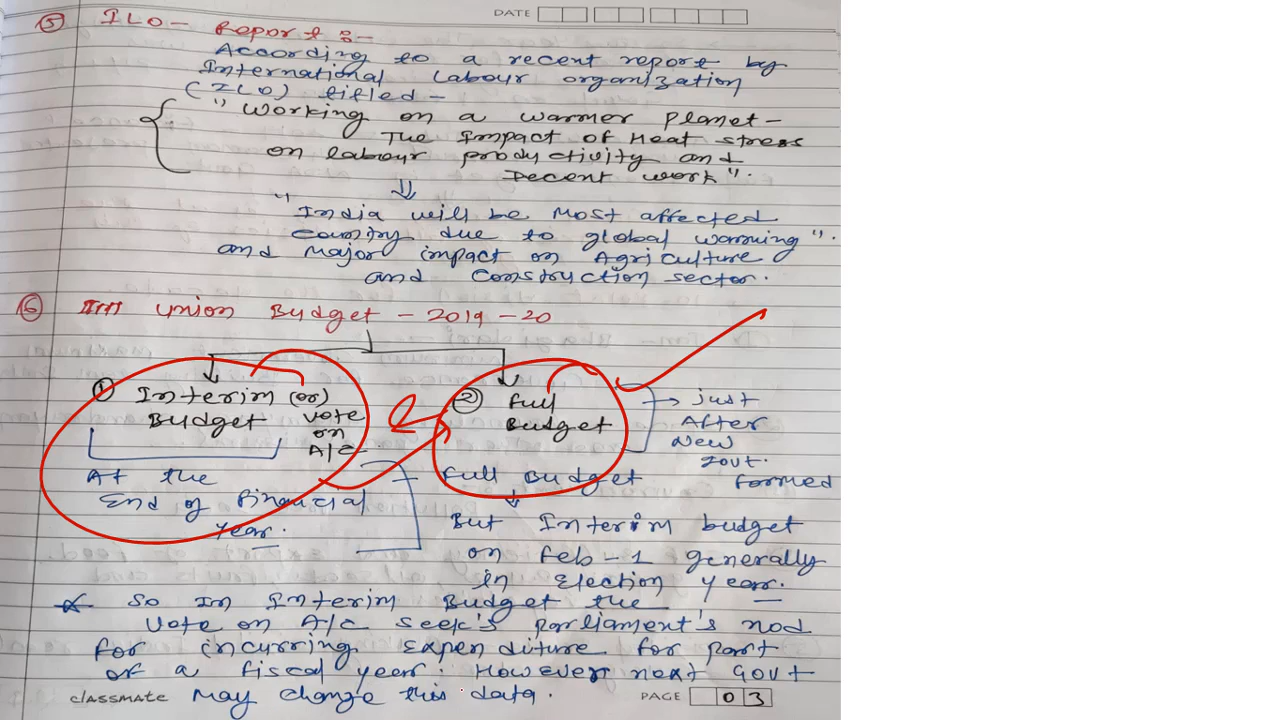 DATE
⑤ ILO - Report :-
According to a recent report by
International Labour organization
(ILO) titled -
"Working on a warmer Planet -
The Impact of Heat stress
on labour productivity and
Decent work".
"India will be Most affected
country due to global warming".
and Major impact on Agriculture
and Construction sector.
⑥ Union Budget - 2019 - 20
① Interim (or) Vote on A/C
Budget
② Full Budget
→ just After New Govt. formed
At the
End of Financial
Year.
Full Budget
But Interim budget
on Feb - 1 generally
in Election year.
So In Interim Budget the
Vote on A/C seek's parliament's nod
for incurring Expenditure for part
of a fiscal year. However next Govt
may change this data.
classmate
PAGE 03